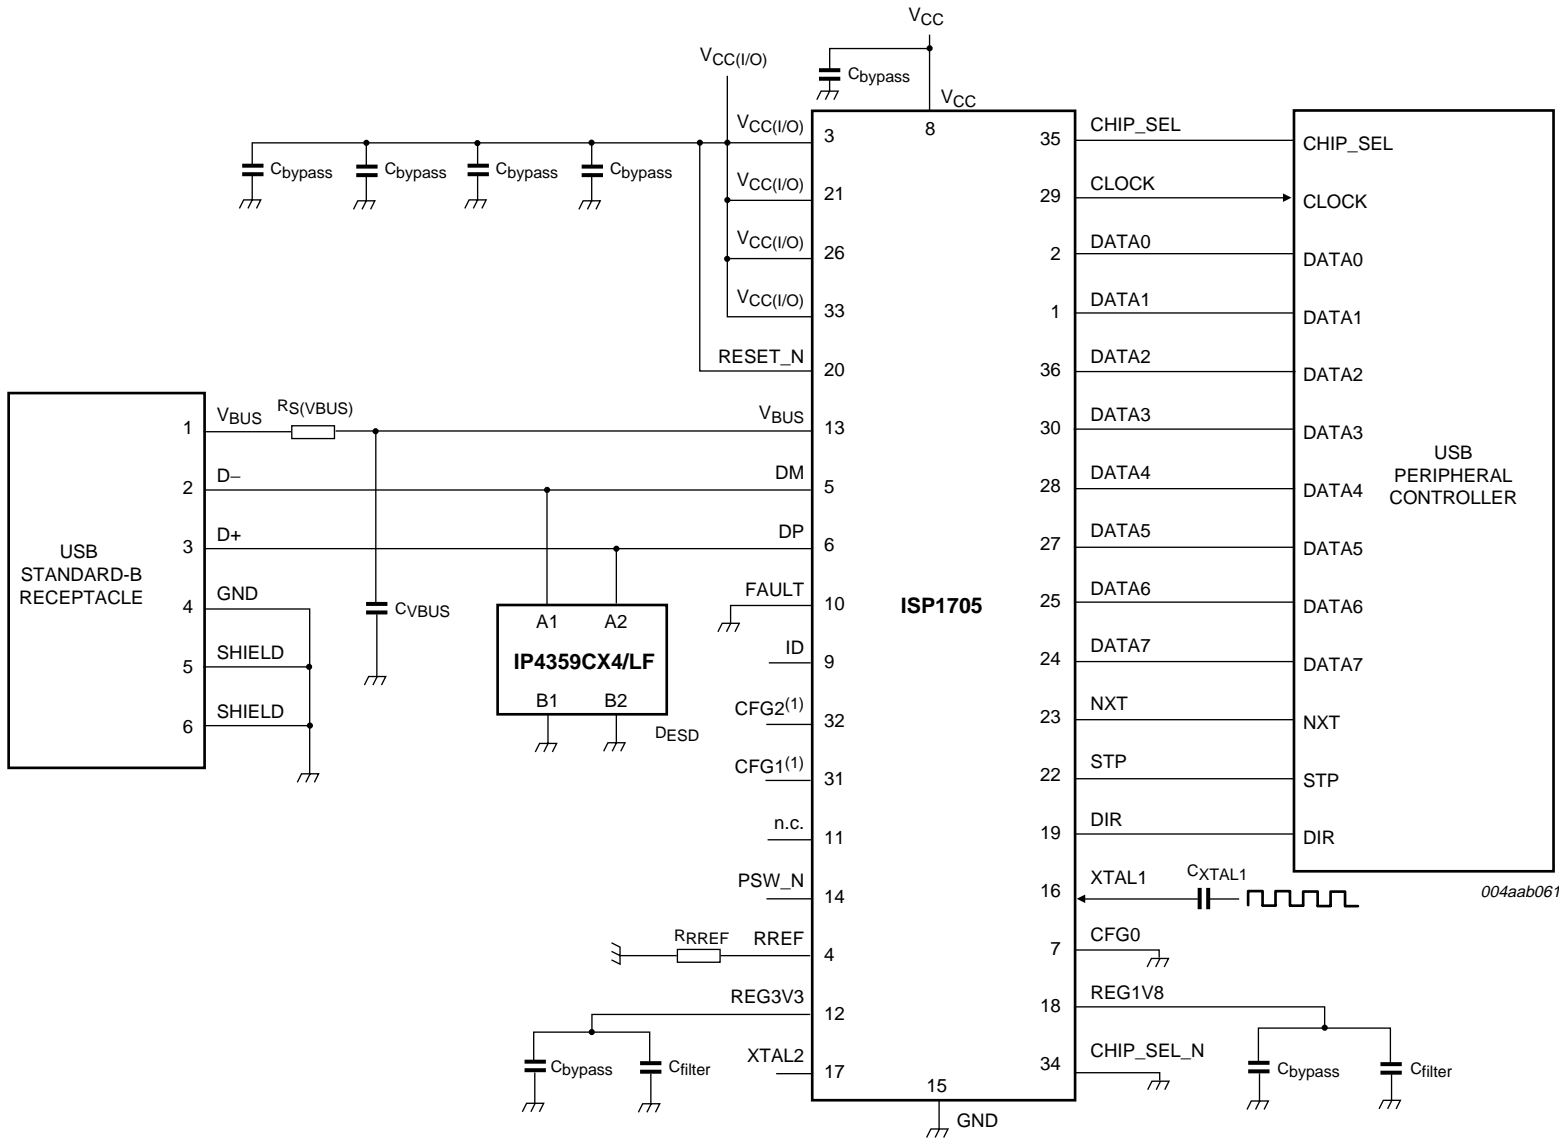 VCC
VCC(I/O)
Cbypass
VCC
VCC(I/O)
3
8
35
CHIP_SEL
CHIP_SEL
Cbypass
Cbypass
Cbypass
Cbypass
VCC(I/O)
21
29
CLOCK
CLOCK
VCC(I/O)
26
2
DATA0
DATA0
VCC(I/O)
33
1
DATA1
DATA1
RESET_N
20
36
DATA2
DATA2
1
VBUS
RS(VBUS)
VBUS
13
30
DATA3
DATA3
USB
PERIPHERAL
CONTROLLER
2
D−
DM
5
28
DATA4
DATA4
3
D+
DP
6
27
DATA5
DATA5
USB
STANDARD-B
RECEPTACLE
4
GND
CVBUS
FAULT
10
ISP1705
25
DATA6
DATA6
A1
A2
IP4359CX4/LF
B1
B2
DESD
5
SHIELD
ID
9
24
DATA7
DATA7
6
SHIELD
CFG2(1)
32
23
NXT
NXT
CFG1(1)
31
22
STP
STP
n.c.
11
19
DIR
DIR
PSW_N
14
16
XTAL1
CXTAL1
004aab061
RRREF
RREF
4
7
CFG0
REG3V3
12
18
REG1V8
Cbypass
Cfilter
XTAL2
17
34
CHIP_SEL_N
Cbypass
Cfilter
15
GND